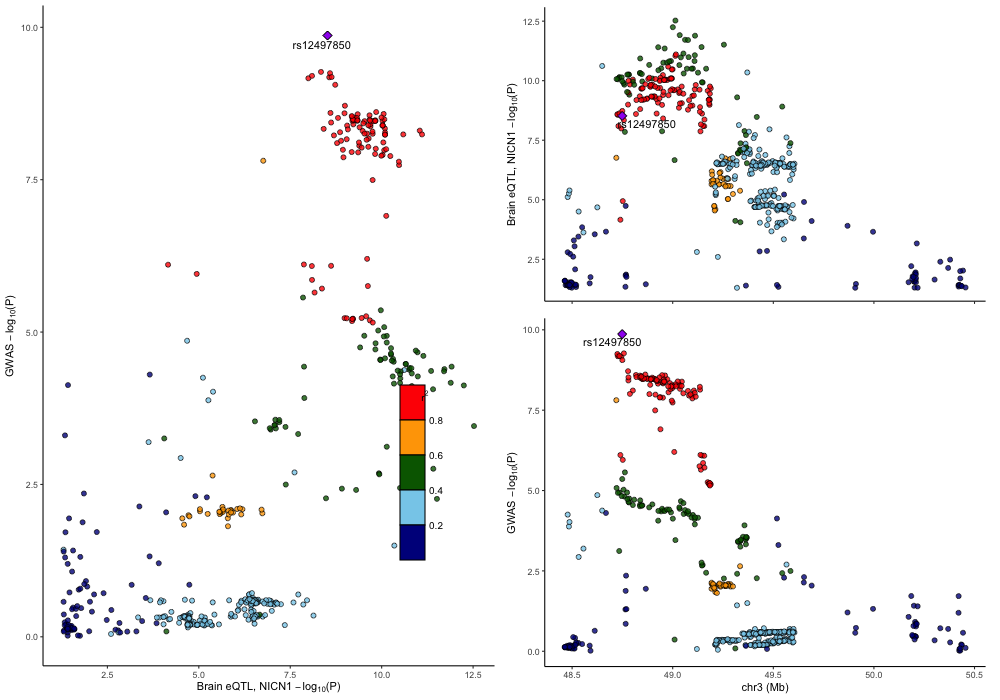 10.0
7.5
5.0
2.5
0.0
GWAS −log10(P)
rs12497850
r2
0.8
0.6
0.4
0.2
2.5 5.0 7.5 10.0 12.5
Brain eQTL, NICN1 −log10(P)
12.5
10.0
7.5
5.0
2.5
Brain eQTL, NICN1 −log10(P)
rs12497850
10.0
7.5
5.0
2.5
0.0
GWAS −log10(P)
rs12497850
48.5 49.0 49.5 50.0 50.5
chr3 (Mb)